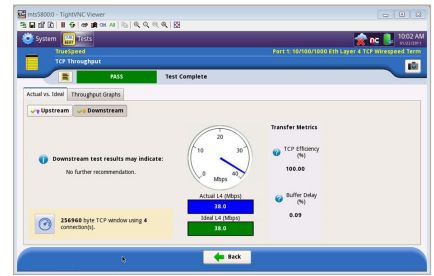 mts5800:0 - TightVNC Viewer
System
Tests
nc
10:02 AM
TrueSpeed
Port 1: 10/100/1000 Eth Layer 4 TCP Wirespeed Term
TCP Throughput
PASS
Test Complete
Actual vs. Ideal
Throughput Graphs
Upstream
Downstream
Transfer Metrics
20
10
30
0
40
Mbps
Downstream test results may indicate:
No further recommendation.
TCP Efficiency
(%)
100.00
Actual L4 (Mbps)
38.0
Buffer Delay
(%)
0.09
Ideal L4 (Mbps)
38.0
256960 byte TCP window using 4
connection(s).
Back